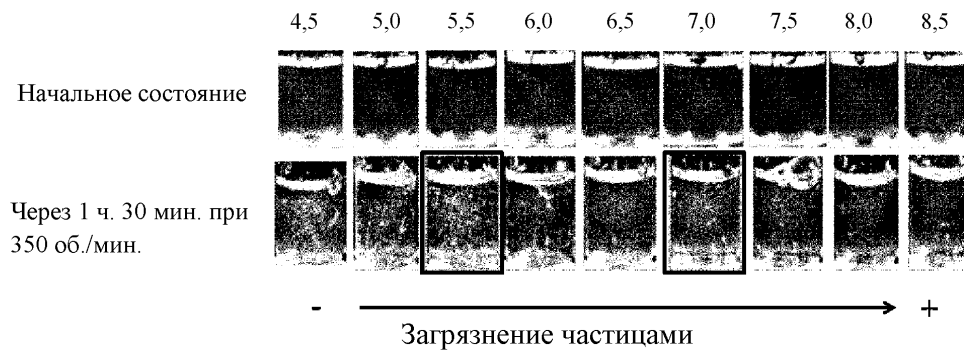 4,5 5,0 5,5 6,0 6,5 7,0 7,5 8,0 8,5
Начальное состояние
Через 1 ч. 30 мин. при
350 об./мин.
- +
Загрязнение частицами